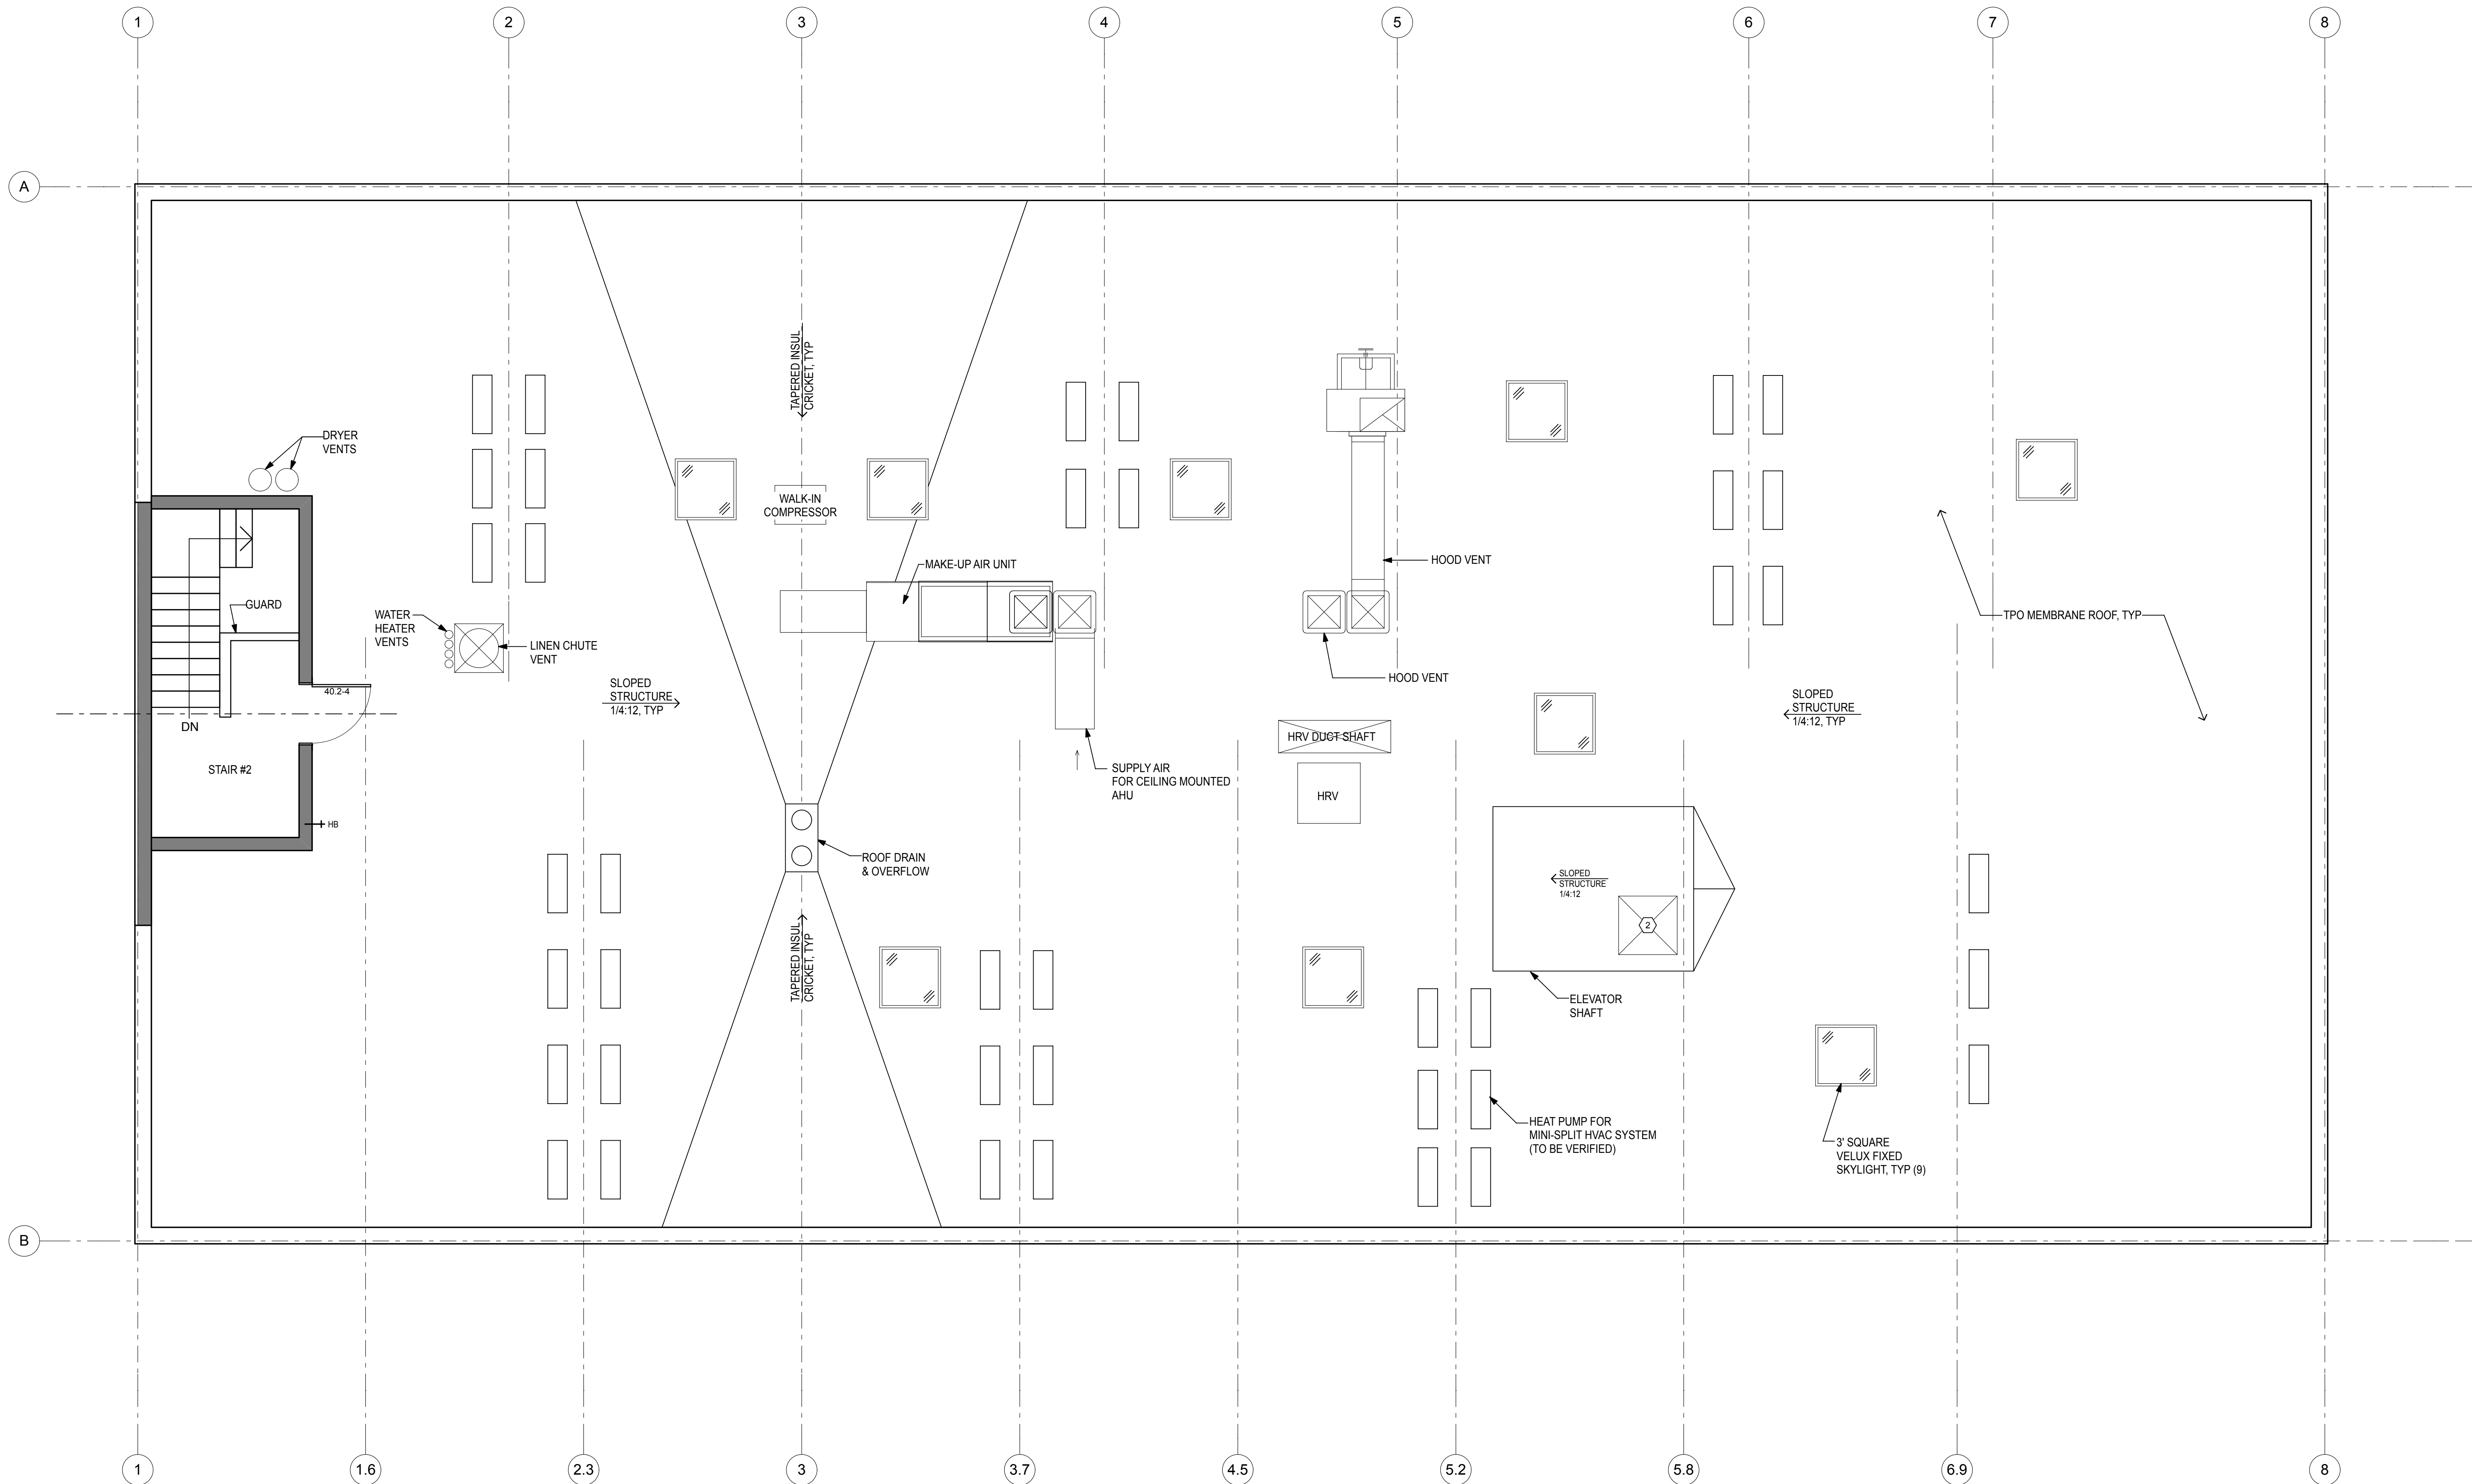 1
2
3
4
5
6
7
8
A
TAPERED INSUL
CRICKET, TYP
DRYER
VENTS
WALK-IN
COMPRESSOR
MAKE-UP AIR UNIT
HOOD VENT
GUARD
WATER
HEATER
VENTS
LINEN CHUTE
VENT
TPO MEMBRANE ROOF, TYP
HOOD VENT
40.2-4
SLOPED
STRUCTURE
1/4:12, TYP
SLOPED
STRUCTURE
1/4:12, TYP
DN
HRV DUCT SHAFT
STAIR #2
SUPPLY AIR
FOR CEILING MOUNTED
AHU
HRV
HB
ROOF DRAIN
& OVERFLOW
SLOPED
STRUCTURE
1/4:12
2
TAPERED INSUL
CRICKET, TYP
ELEVATOR
SHAFT
HEAT PUMP FOR
MINI-SPLIT HVAC SYSTEM
(TO BE VERIFIED)
3' SQUARE
VELUX FIXED
SKYLIGHT, TYP (9)
B
1
1.6
2.3
3
3.7
4.5
5.2
5.8
6.9
8